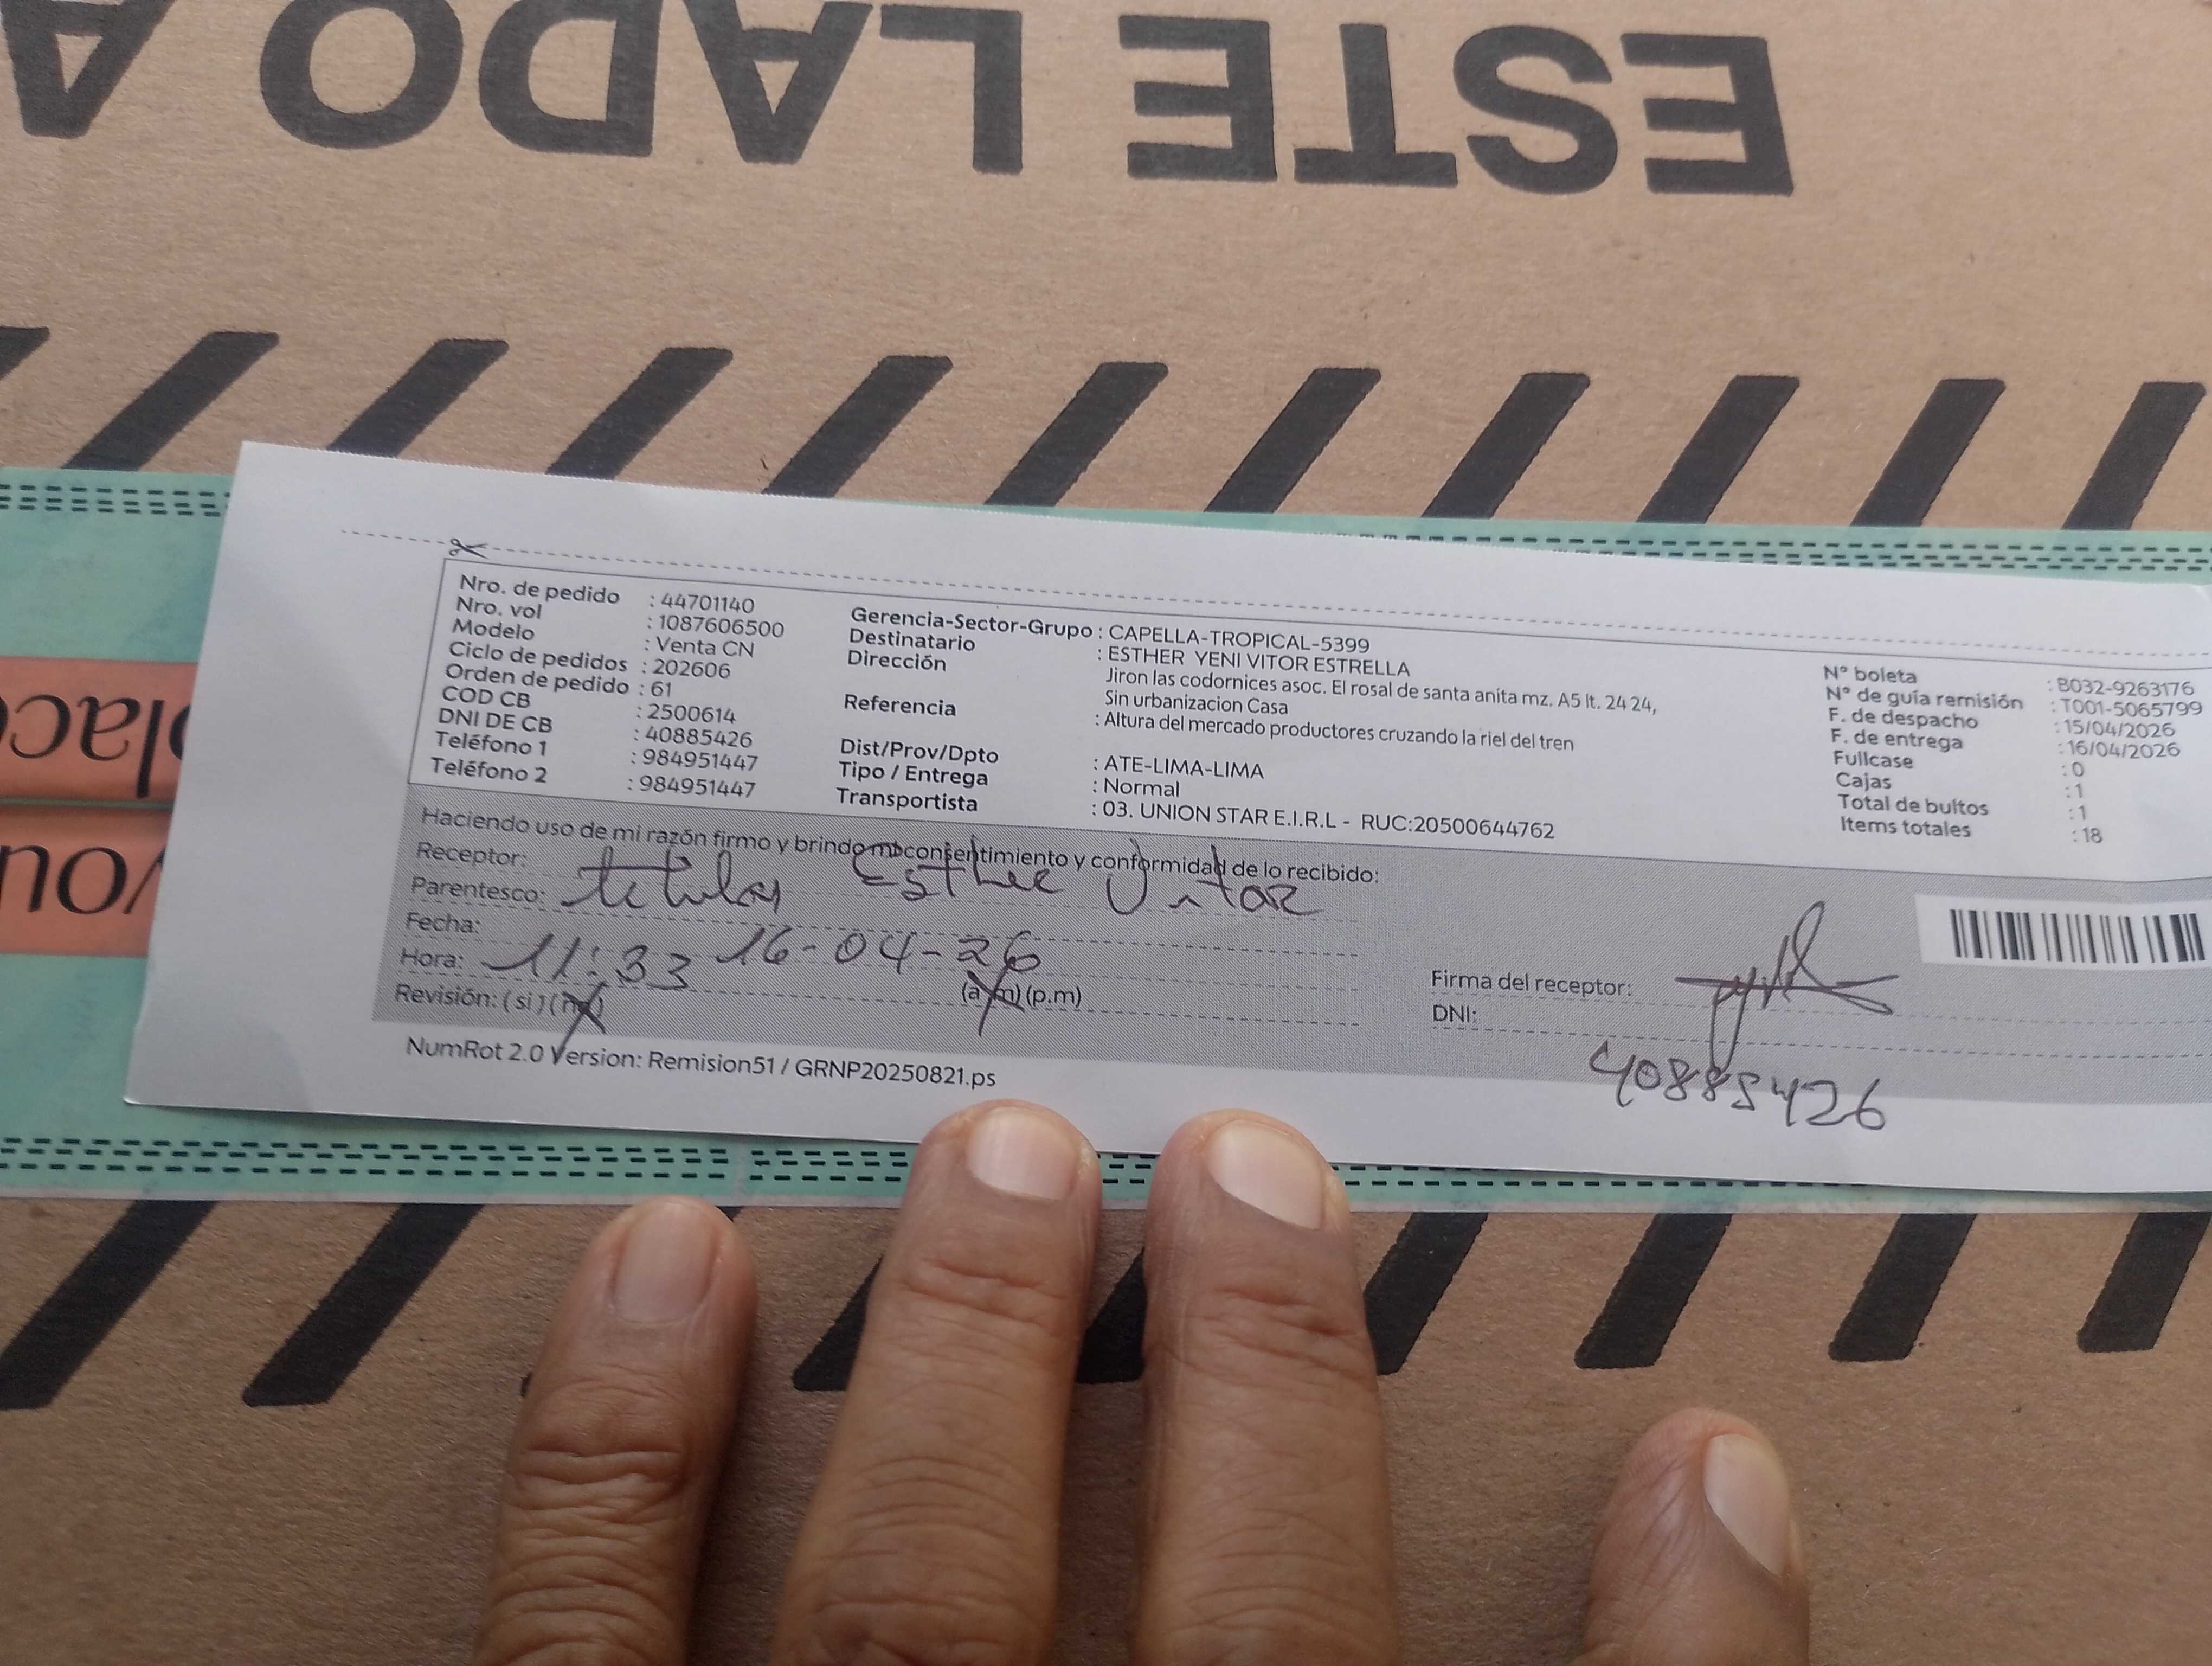 ESTE LADO A
Nro. de pedido : 44701140
Nro. vol : 1087606500
Modelo : Venta CN
Ciclo de pedidos : 202606
Orden de pedido : 61
COD CB : 2500614
DNI DE CB : 40885426
Teléfono 1 : 984951447
Teléfono 2 : 984951447
Gerencia-Sector-Grupo : CAPELLA-TROPICAL-5399
Destinatario : ESTHER YENI VITOR ESTRELLA
Dirección Jiron las codornices asoc. El rosal de santa anita mz. A5 lt. 24 24,
Sin urbanizacion Casa
Referencia : Altura del mercado productores cruzando la riel del tren
Dist/Prov/Dpto : ATE-LIMA-LIMA
Tipo / Entrega : Normal
Transportista : 03. UNION STAR E.I.R.L - RUC:20500644762
N° boleta : B032-9263176
N° de guía remisión : T001-5065799
F. de despacho : 15/04/2026
F. de entrega : 16/04/2026
Fullcase : 0
Cajas : 1
Total de bultos : 1
Items totales : 18
Haciendo uso de mi razón firmo y brindo mi consentimiento y conformidad de lo recibido:
Receptor:
Parentesco: titular Esther
Fecha: 16-04-26
Hora: 11:33 (a.m) (p.m)
Revisión: (si) (no)
Firma del receptor:
DNI:
40885426
NumRot 2.0 Version: Remision51 / GRNP20250821.ps